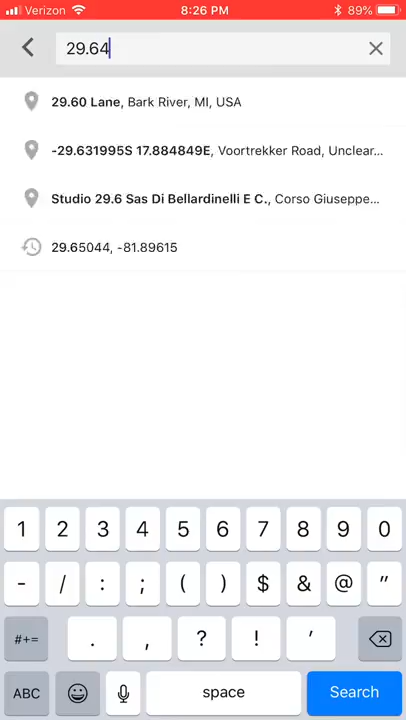 Verizon 8:26 PM 89%
29.64
29.60 Lane, Bark River, MI, USA
-29.631995S 17.884849E, Voortrekker Road, Unclear...
Studio 29.6 Sas Di Bellardinelli E C., Corso Giuseppe...
29.65044, -81.89615
1 2 3 4 5 6 7 8 9 0
- / : ; ( ) $ & @ ”
#+= . , ? ! ’
ABC space Search